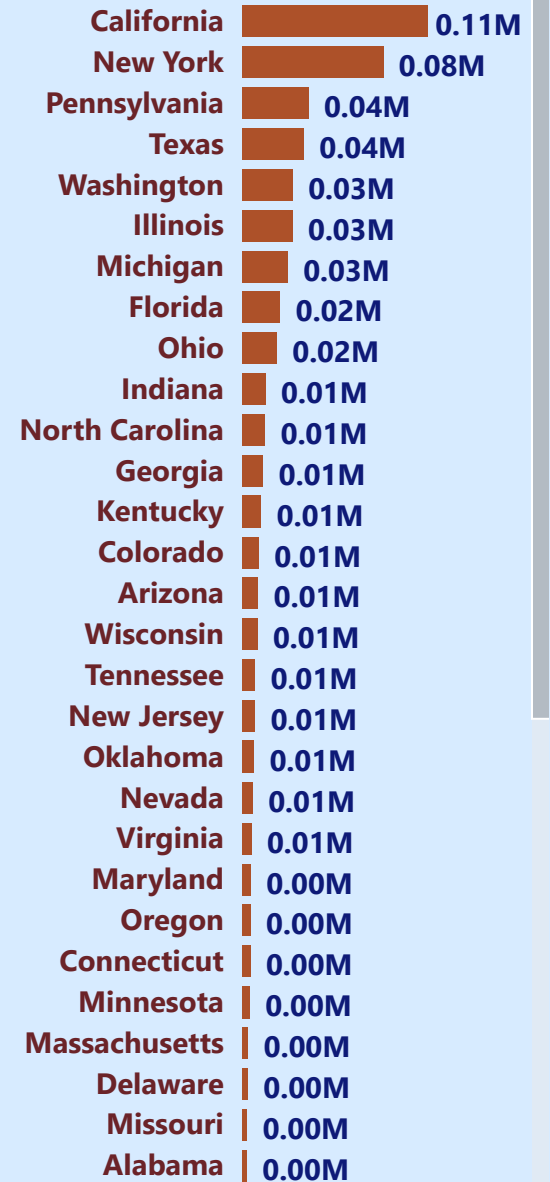 California 0.11M
New York 0.08M
Pennsylvania 0.04M
Texas 0.04M
Washington 0.03M
Illinois 0.03M
Michigan 0.03M
Florida 0.02M
Ohio 0.02M
Indiana 0.01M
North Carolina 0.01M
Georgia 0.01M
Kentucky 0.01M
Colorado 0.01M
Arizona 0.01M
Wisconsin 0.01M
Tennessee 0.01M
New Jersey 0.01M
Oklahoma 0.01M
Nevada 0.01M
Virginia 0.01M
Maryland 0.00M
Oregon 0.00M
Connecticut 0.00M
Minnesota 0.00M
Massachusetts 0.00M
Delaware 0.00M
Missouri 0.00M
Alabama 0.00M